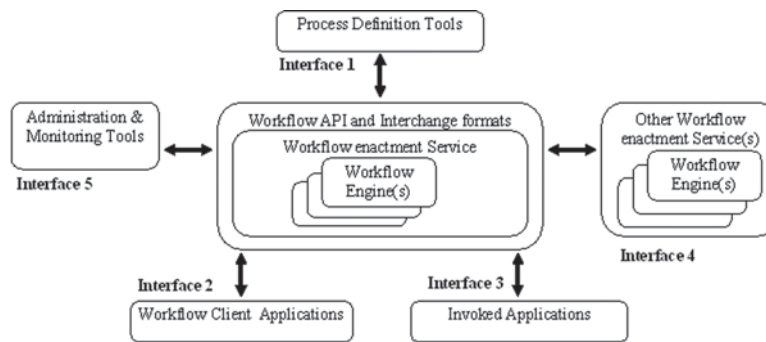 Process Definition Tools
Interface 1
Administration &
Monitoring Tools
Interface 5
Workflow API and Interchange formats
Workflow enactment Service
Workflow
Engine(s)
Other Workflow
enactment Service(s)
Workflow
Engine(s)
Interface 4
Interface 2
Interface 3
Workflow Client Applications
Invoked Applications